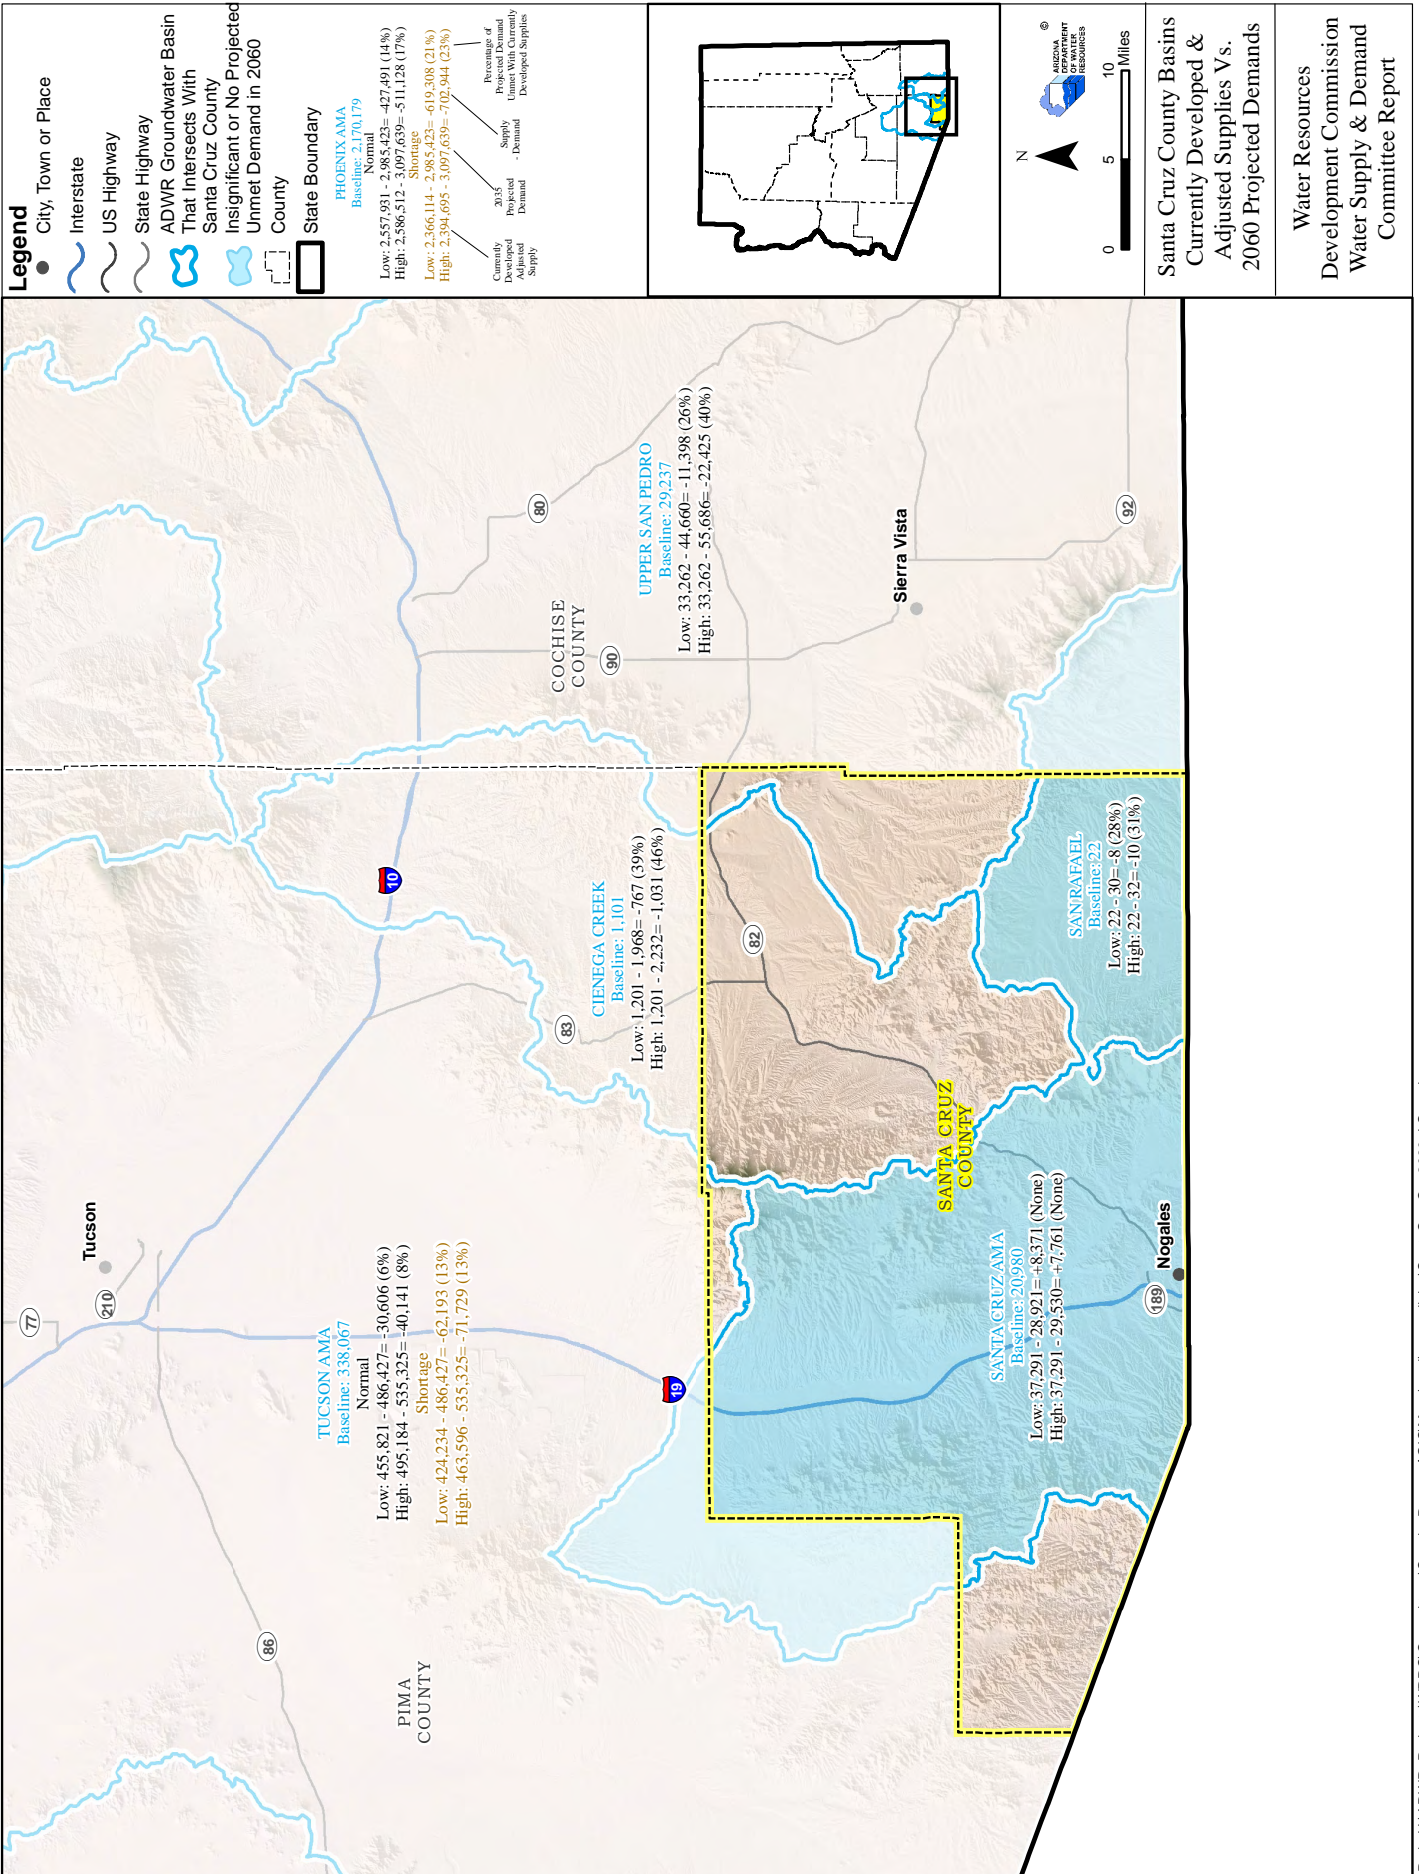 Legend
City, Town or Place
Interstate
US Highway
State Highway
ADWR Groundwater Basin
That Intersects With
Santa Cruz County
Insignificant or No Projected
Unmet Demand in 2060
County
State Boundary
PHOENIX AMA
Baseline: 2,170,179
Normal
Low: 2,557,931 - 2,985,423= -427,491 (14%)
High: 2,586,512 - 3,097,639= -511,128 (17%)
Shortage
Low: 2,366,114 - 2,985,423= -619,308 (21%)
High: 2,394,695 - 3,097,639= -702,944 (23%)
Currently
Developed
Adjusted
Supply
2035
Projected
Demand
Supply
- Demand
Percentage of
Projected Demand
Unmet With Currently
Developed Supplies
N
ARIZONA
DEPARTMENT
OF WATER
RESOURCES
©
0
5
10
Miles
Santa Cruz County Basins
Currently Developed &
Adjusted Supplies Vs.
2060 Projected Demands
Water Resources
Development Commission
Water Supply & Demand
Committee Report
77
Tucson
210
86
TUCSON AMA
Baseline: 338,067
Normal
Low: 455,821 - 486,427= -30,606 (6%)
High: 495,184 - 535,325= -40,141 (8%)
Shortage
Low: 424,234 - 486,427= -62,193 (13%)
High: 463,596 - 535,325= -71,729 (13%)
PIMA
COUNTY
10
83
80
COCHISE
COUNTY
90
CIENEGA CREEK
Baseline: 1,101
Low: 1,201 - 1,968= -767 (39%)
High: 1,201 - 2,232= -1,031 (46%)
UPPER SAN PEDRO
Baseline: 29,237
Low: 33,262 - 44,660= -11,398 (26%)
High: 33,262 - 55,686= -22,425 (40%)
19
82
Sierra Vista
SANTA CRUZ
COUNTY
SANTA CRUZ AMA
Baseline: 20,980
Low: 37,291 - 28,921= +8,371 (None)
High: 37,291 - 29,530= +7,761 (None)
SAN RAFAEL
Baseline: 22
Low: 22 - 30= -8 (28%)
High: 22 - 32= -10 (31%)
92
189
Nogales